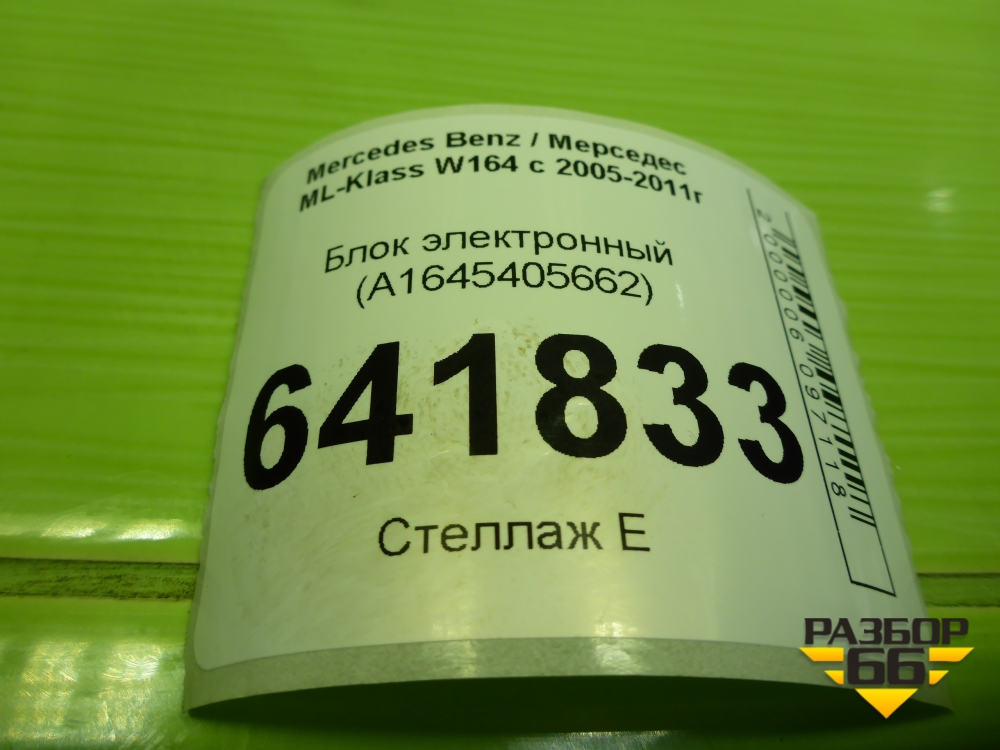 Mercedes Benz / Мерседес
ML-Klass W164 с 2005-2011г
Блок электронный
(A1645405662)
641833
Стеллаж Е
2000006097118
РАЗБОР
66